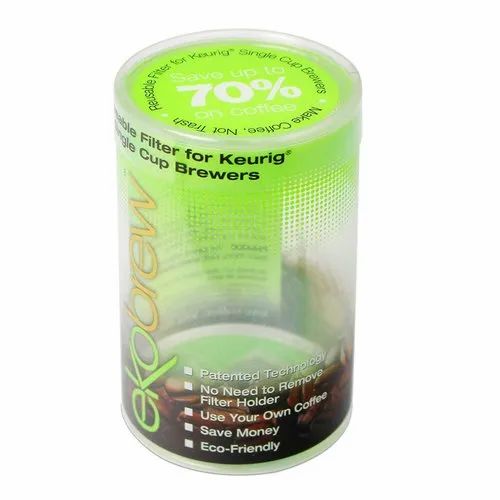 Reusable Filter for Keurig® Single Cup Brewers
Save up to
70%
on coffee
• Make Coffee, Not Trash •
able Filter for Keurig®
ingle Cup Brewers
ekobrew
Patented Technology
No Need to Remove
Filter Holder
Use Your Own Coffee
Save Money
Eco-Friendly